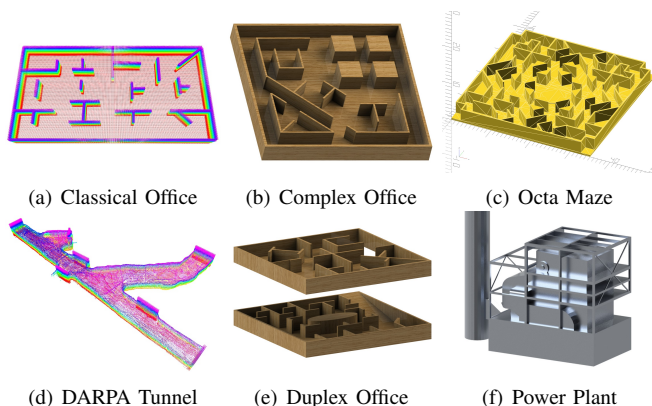 (a) Classical Office (b) Complex Office (c) Octa Maze
(d) DARPA Tunnel (e) Duplex Office (f) Power Plant